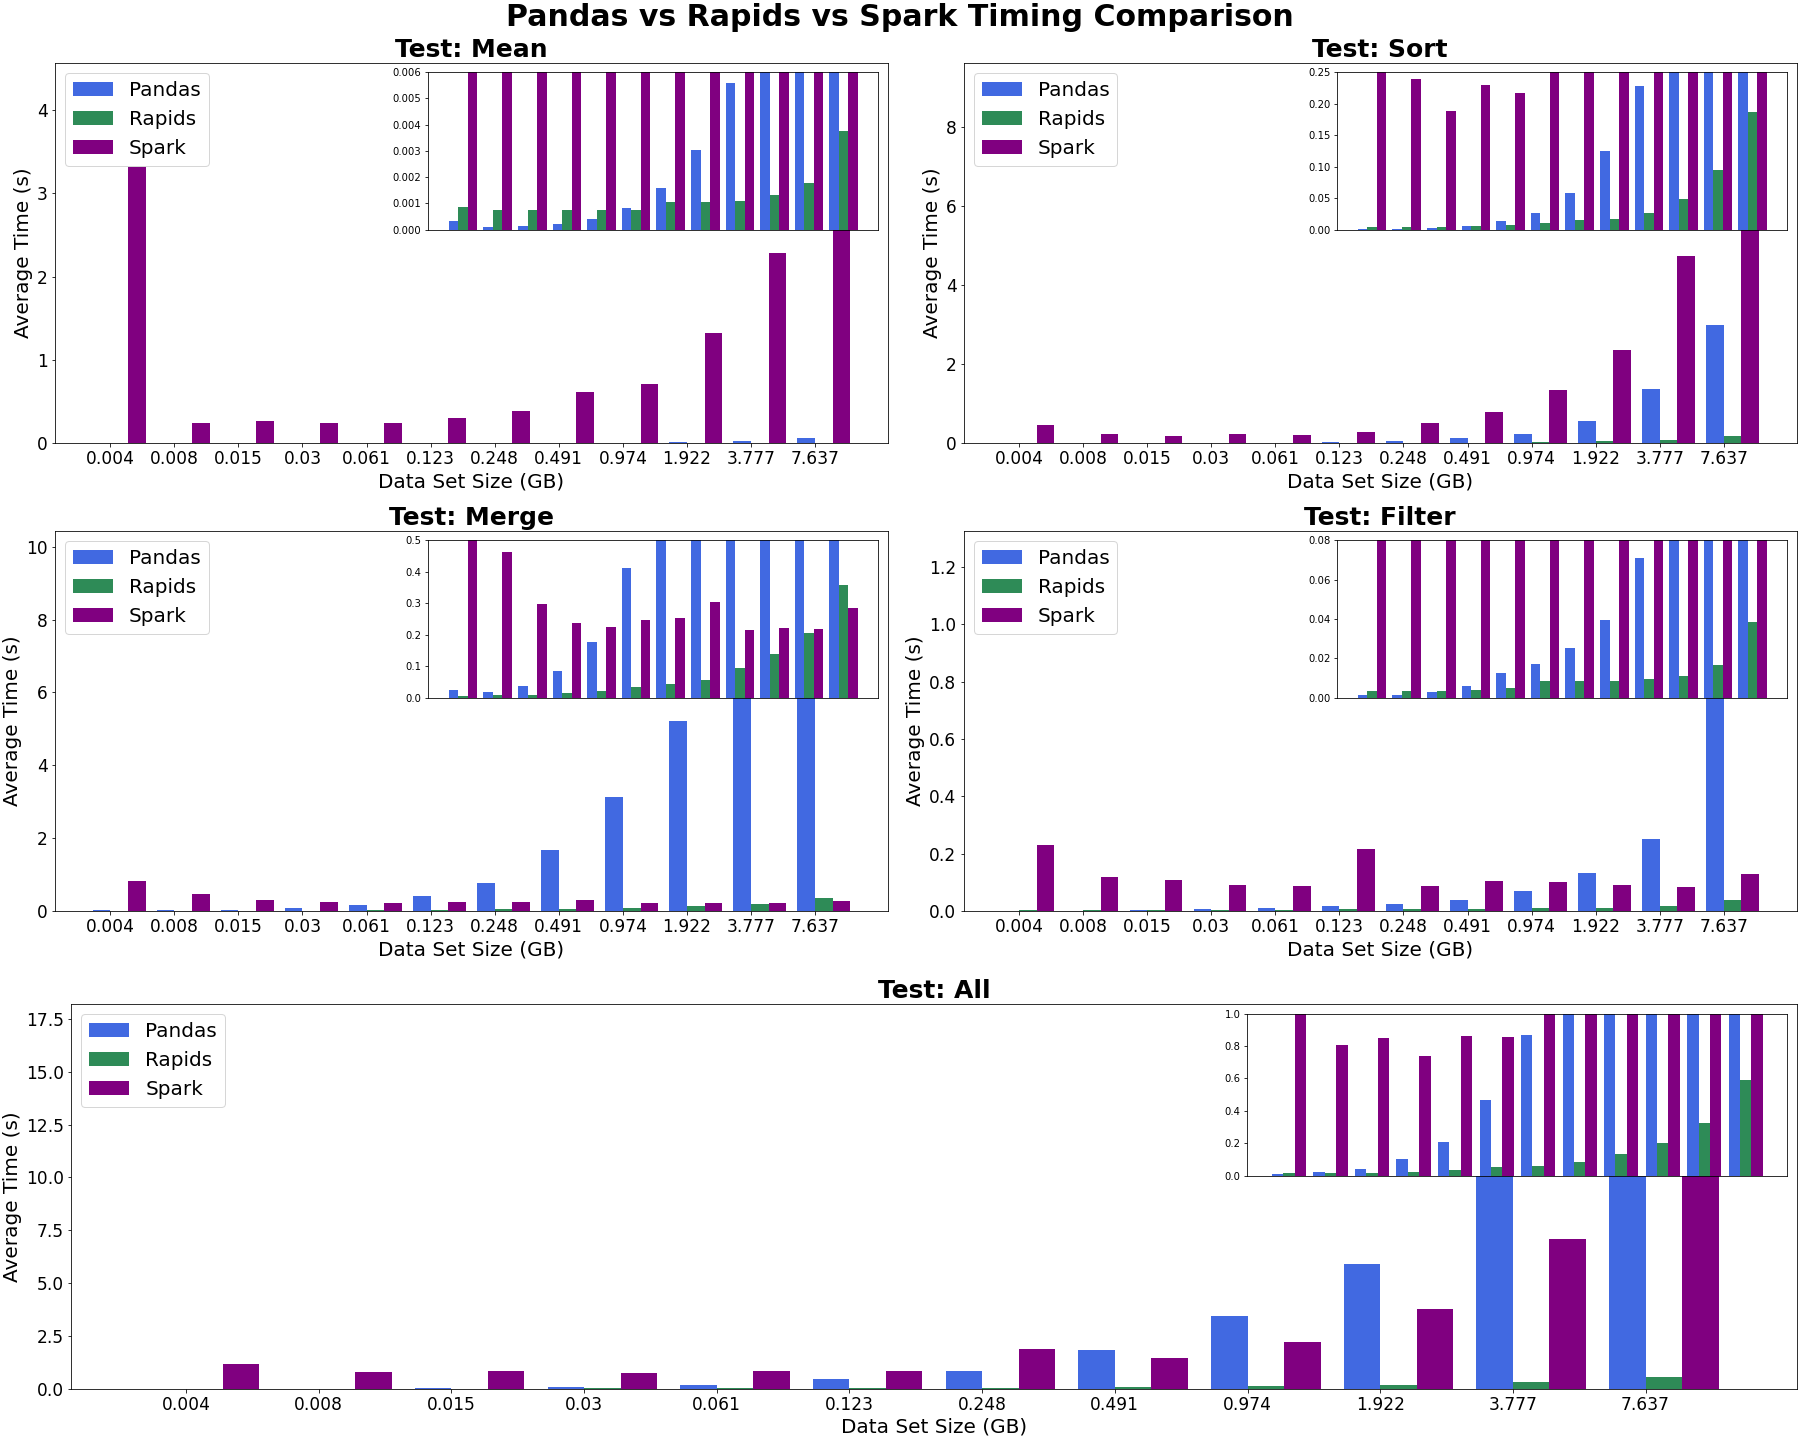 Pandas vs Rapids vs Spark Timing Comparison
Test: Mean
Average Time (s)
4
3
2
1
0
Pandas
Rapids
Spark
0.006
0.005
0.004
0.003
0.002
0.001
0.000
0.004 0.008 0.015 0.03 0.061 0.123 0.248 0.491 0.974 1.922 3.777 7.637
Data Set Size (GB)
Test: Sort
Average Time (s)
8
6
4
2
0
Pandas
Rapids
Spark
0.25
0.20
0.15
0.10
0.05
0.00
0.004 0.008 0.015 0.03 0.061 0.123 0.248 0.491 0.974 1.922 3.777 7.637
Data Set Size (GB)
Test: Merge
Average Time (s)
10
8
6
4
2
0
Pandas
Rapids
Spark
0.5
0.4
0.3
0.2
0.1
0.0
0.004 0.008 0.015 0.03 0.061 0.123 0.248 0.491 0.974 1.922 3.777 7.637
Data Set Size (GB)
Test: Filter
Average Time (s)
1.2
1.0
0.8
0.6
0.4
0.2
0.0
Pandas
Rapids
Spark
0.08
0.06
0.04
0.02
0.00
0.004 0.008 0.015 0.03 0.061 0.123 0.248 0.491 0.974 1.922 3.777 7.637
Data Set Size (GB)
Test: All
Average Time (s)
17.5
15.0
12.5
10.0
7.5
5.0
2.5
0.0
Pandas
Rapids
Spark
1.0
0.8
0.6
0.4
0.2
0.0
0.004 0.008 0.015 0.03 0.061 0.123 0.248 0.491 0.974 1.922 3.777 7.637
Data Set Size (GB)